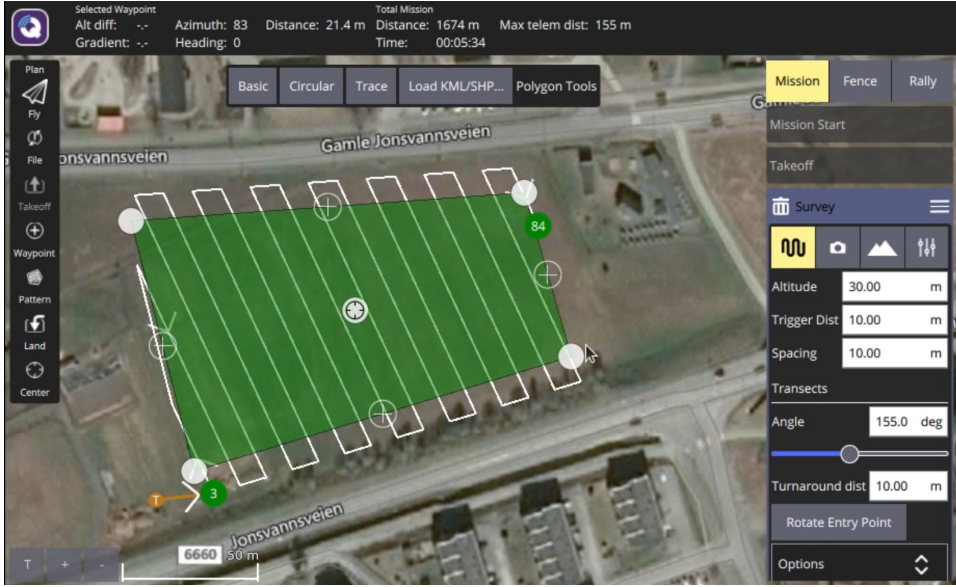 Selected Waypoint
Alt diff: -.- Azimuth: 83 Distance: 21.4 m
Gradient: -.- Heading: 0
Total Mission
Distance: 1674 m Max telem dist: 155 m
Time: 00:05:34
Plan
Fly
File
Takeoff
Waypoint
Pattern
Land
Center
Basic Circular Trace Load KML/SHP... Polygon Tools
onsvannsveien
Gamle Jonsvannsveien
84
3
T
Jonsvannsveien
6660
50 m
T + -
Mission Fence Rally
Mission Start
Takeoff
Survey
Altitude 30.00 m
Trigger Dist 10.00 m
Spacing 10.00 m
Transects
Angle 155.0 deg
Turnaround dist 10.00 m
Rotate Entry Point
Options